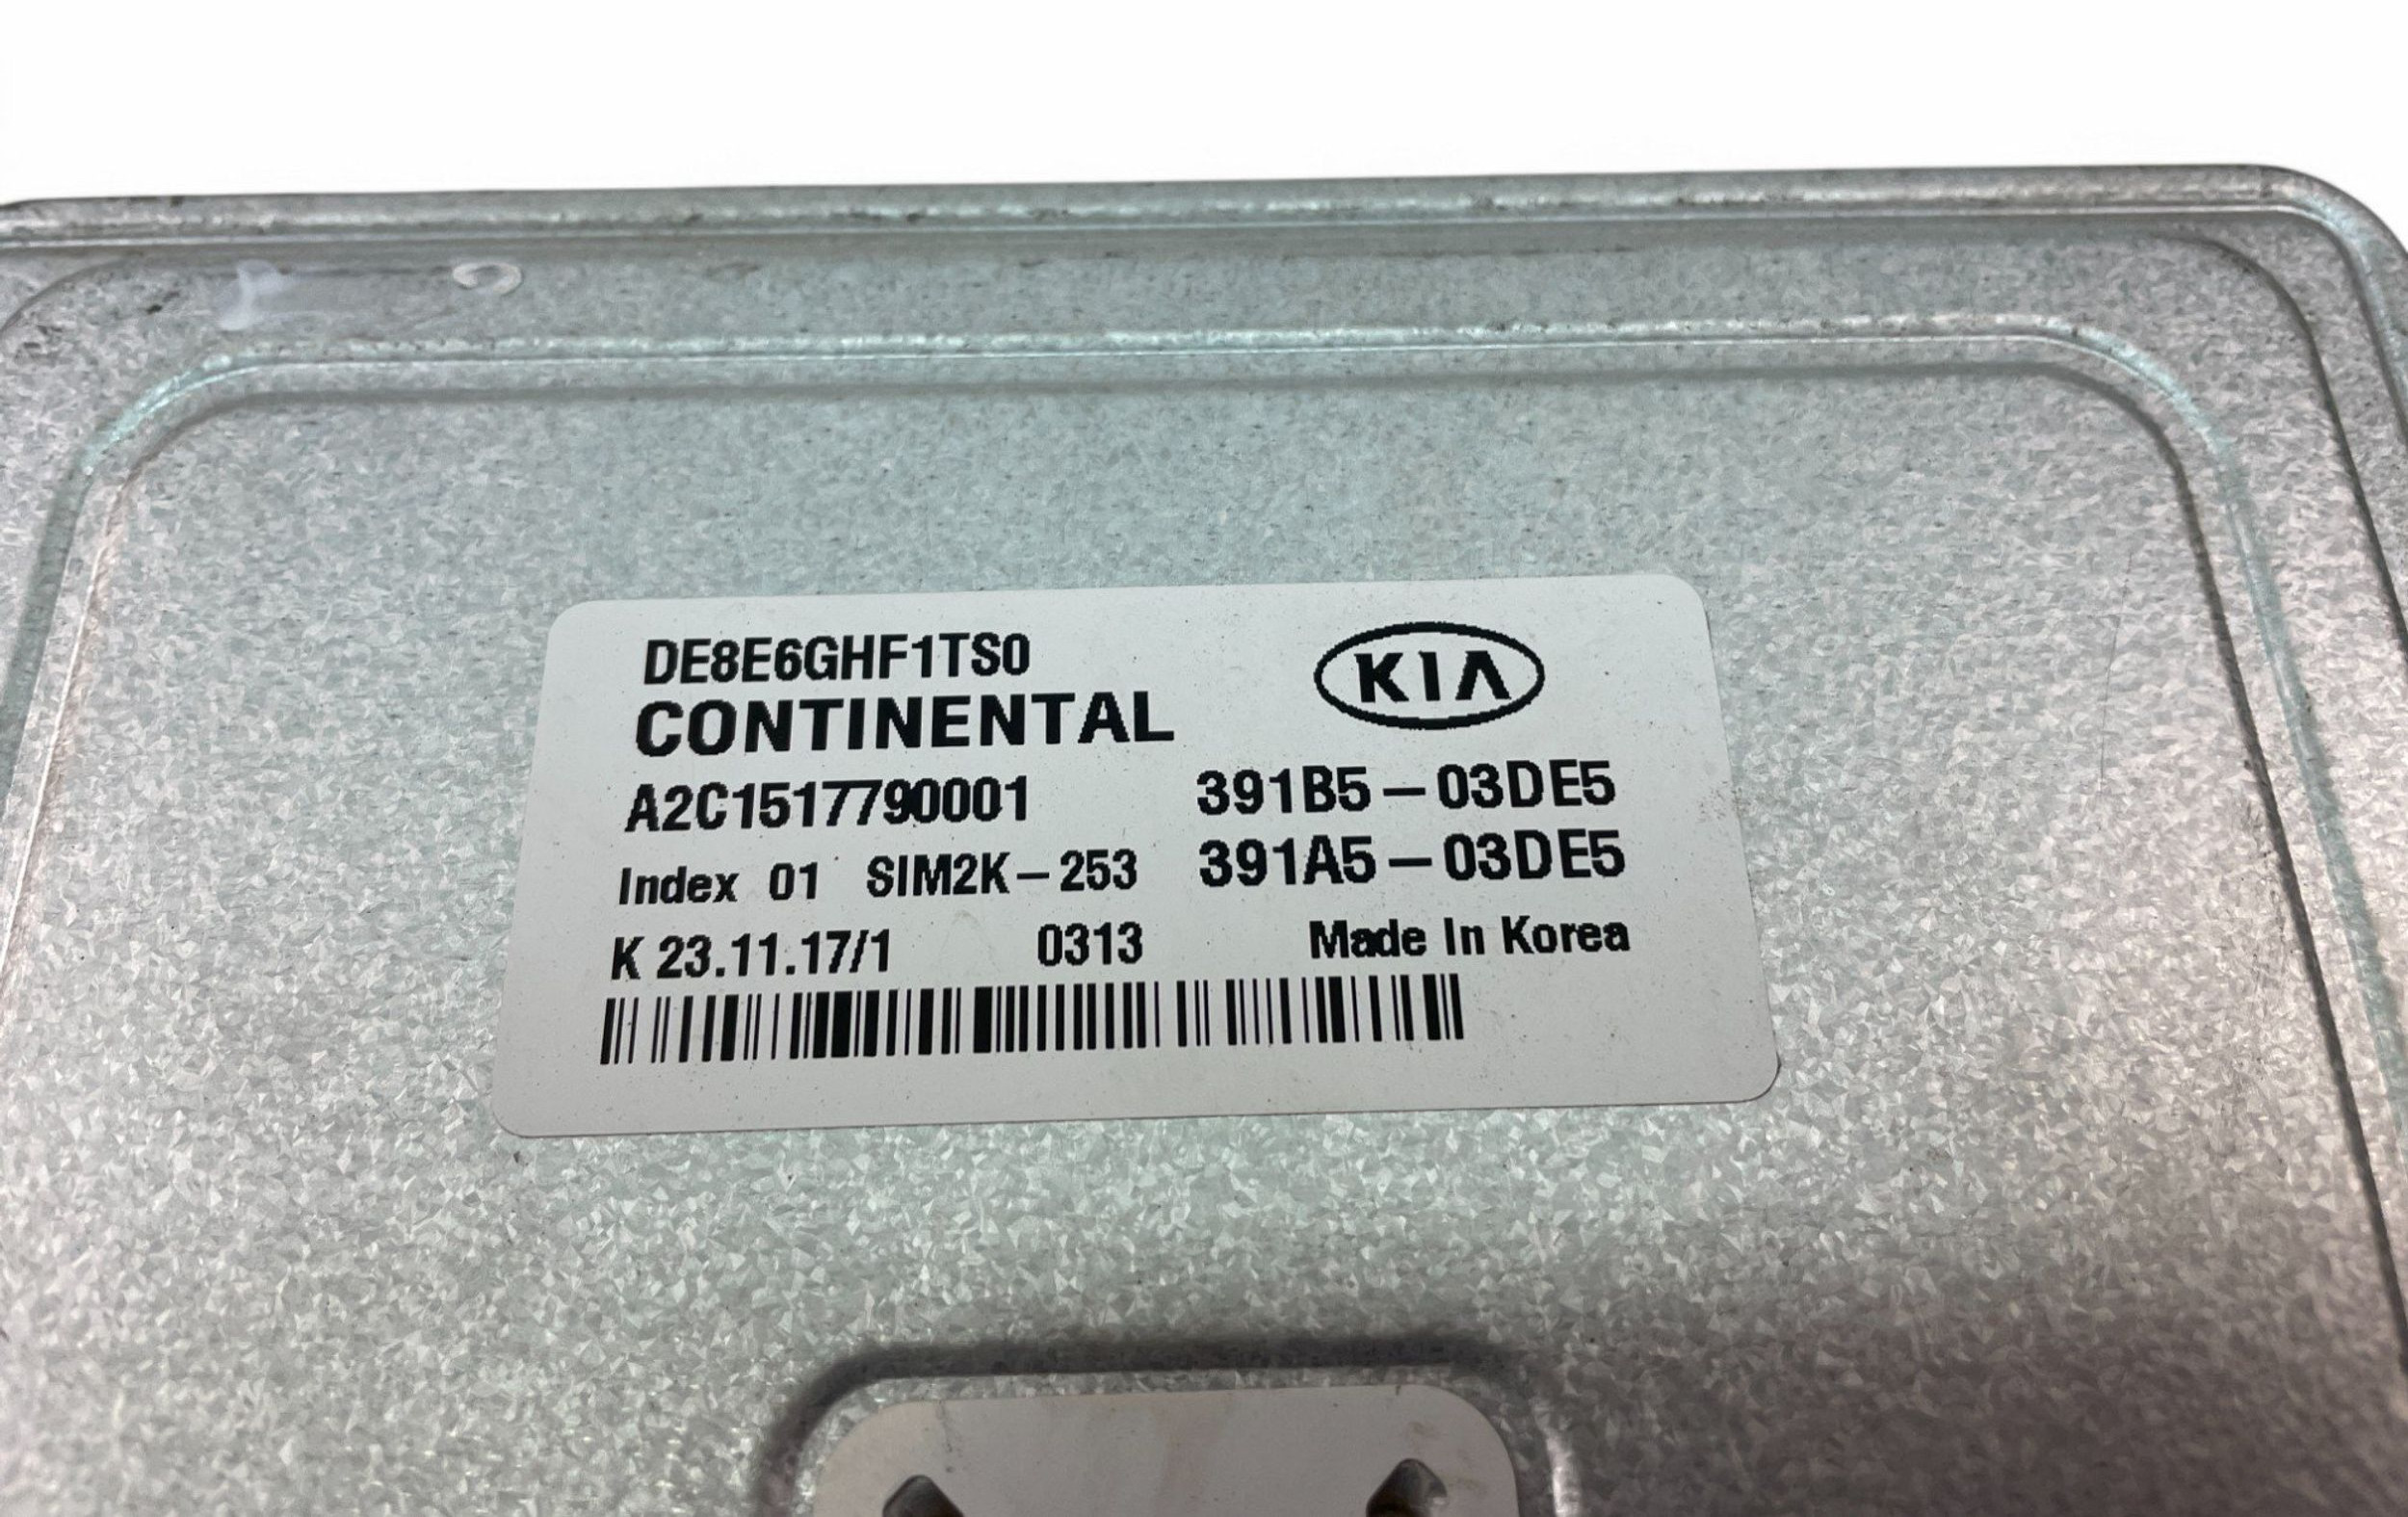 DE8E6GHF1TS0
KIA
CONTINENTAL
A2C1517790001 391B5-03DE5
Index 01 SIM2K-253 391A5-03DE5
K 23.11.17/1 0313 Made In Korea